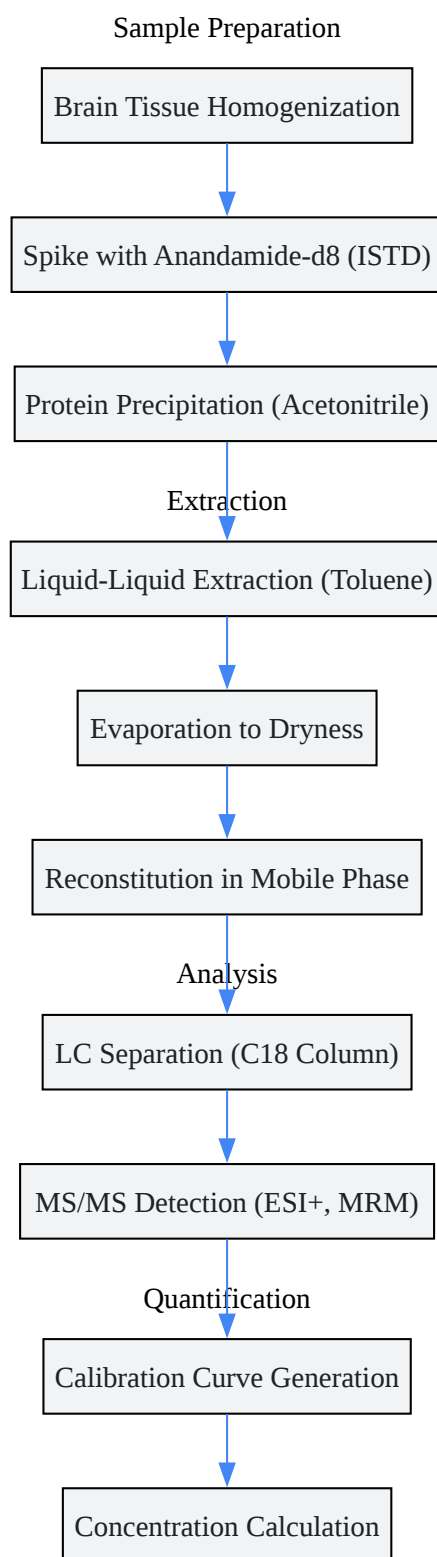 Sample Preparation
Brain Tissue Homogenization
Spike with Anandamide-d8 (ISTD)
Protein Precipitation (Acetonitrile)
Extraction
Liquid-Liquid Extraction (Toluene)
Evaporation to Dryness
Reconstitution in Mobile Phase
Analysis
LC Separation (C18 Column)
MS/MS Detection (ESI+, MRM)
Quantification
Calibration Curve Generation
Concentration Calculation